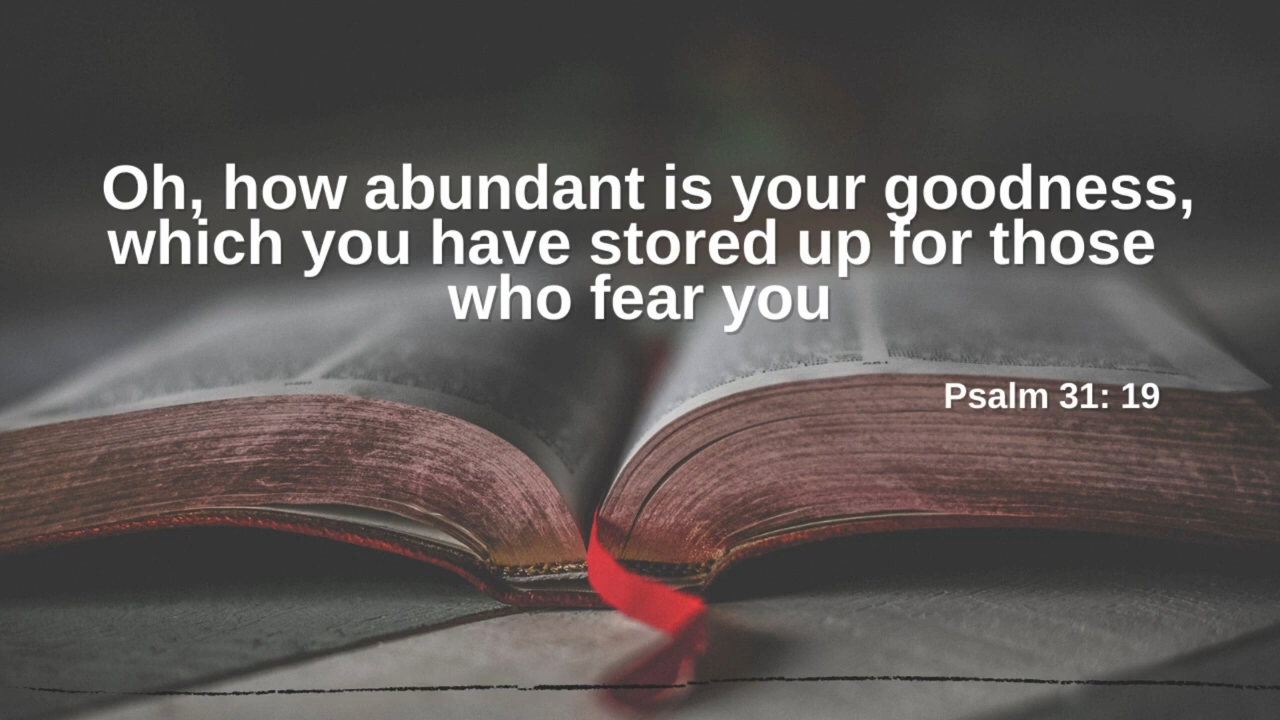 Oh, how abundant is your goodness,
which you have stored up for those
who fear you
Psalm 31: 19